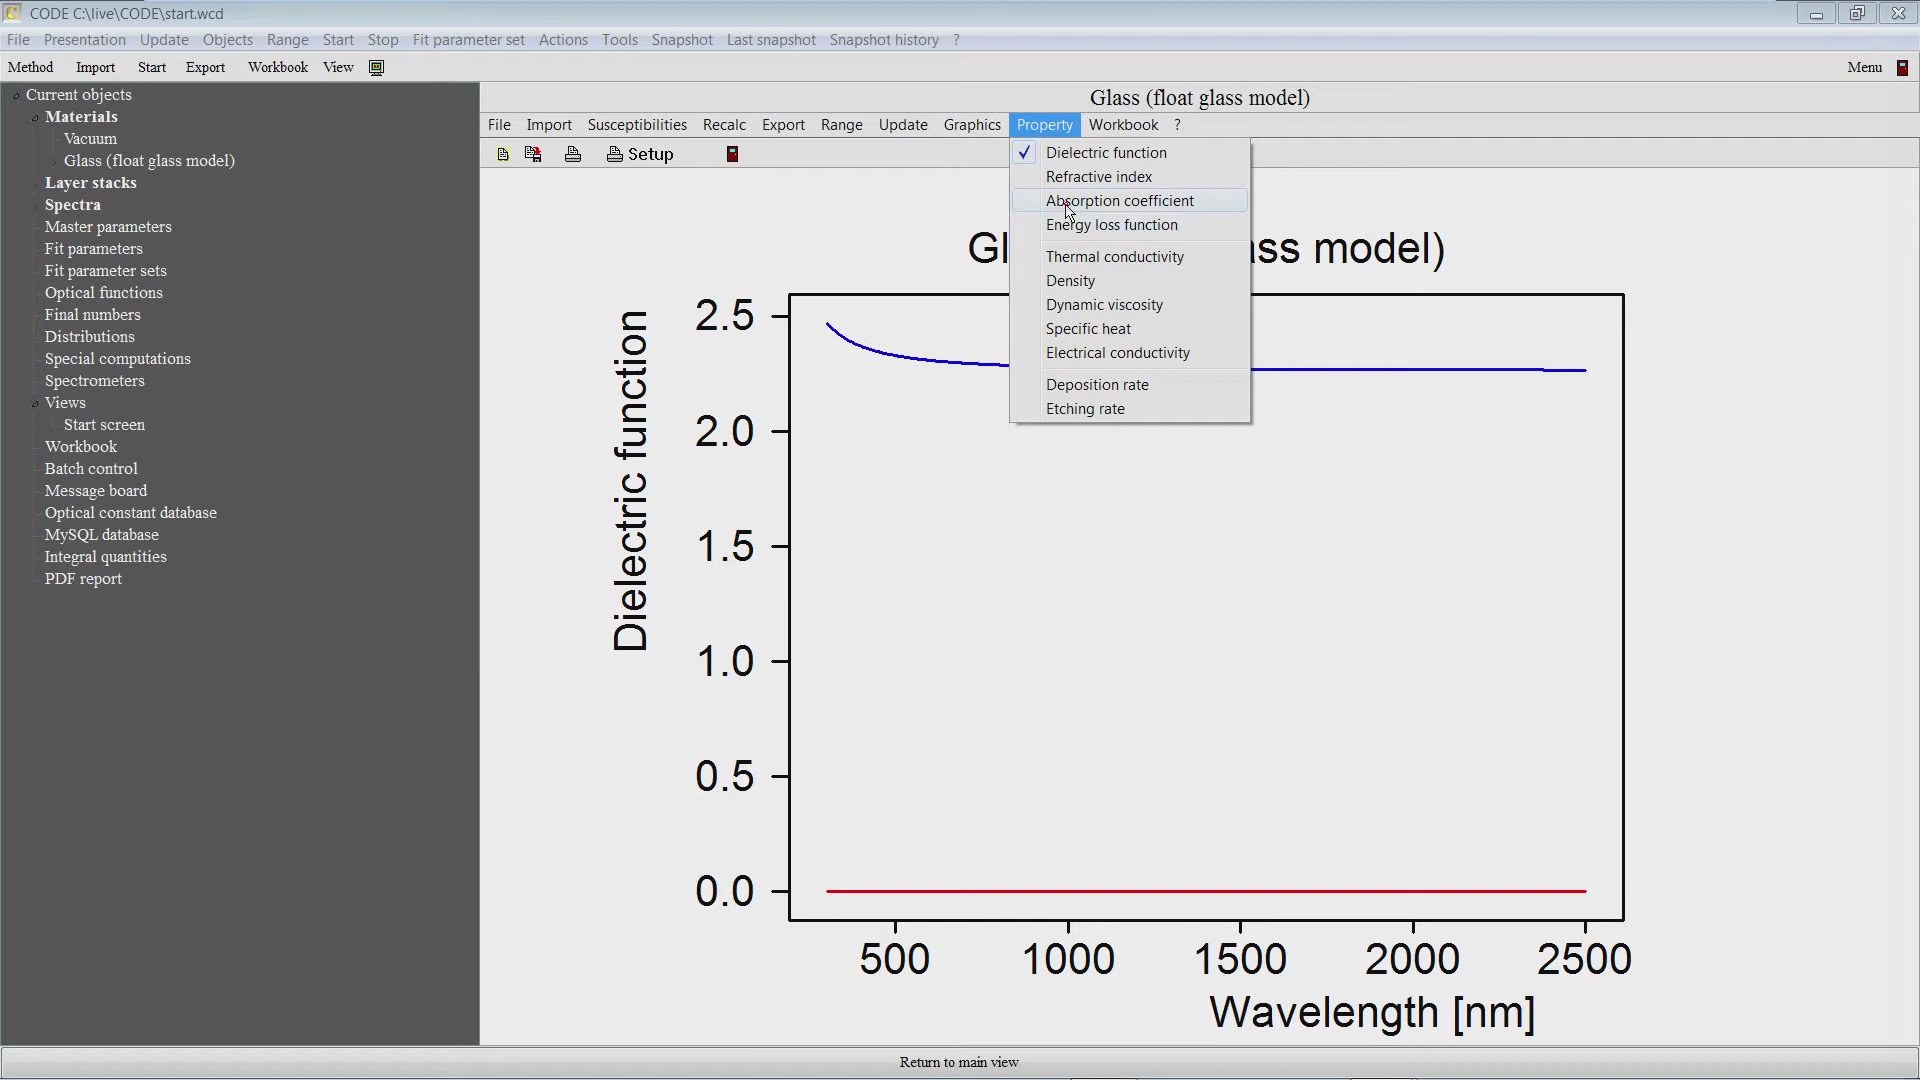 CODE C:\live\CODE\start.wcd
File Presentation Update Objects Range Start Stop Fit parameter set Actions Tools Snapshot Last snapshot Snapshot history ?
Method Import Start Export Workbook View Menu
Current objects
Materials
Vacuum
Glass (float glass model)
Layer stacks
Spectra
Master parameters
Fit parameters
Fit parameter sets
Optical functions
Final numbers
Distributions
Special computations
Spectrometers
Views
Start screen
Workbook
Batch control
Message board
Optical constant database
MySQL database
Integral quantities
PDF report
Glass (float glass model)
File Import Susceptibilities Recalc Export Range Update Graphics Property Workbook ?
Setup
Dielectric function
Refractive index
Absorption coefficient
Energy loss function
Thermal conductivity
Density
Dynamic viscosity
Specific heat
Electrical conductivity
Deposition rate
Etching rate
Gl ss model)
Dielectric function
2.5
2.0
1.5
1.0
0.5
0.0
500 1000 1500 2000 2500
Wavelength [nm]
Return to main view